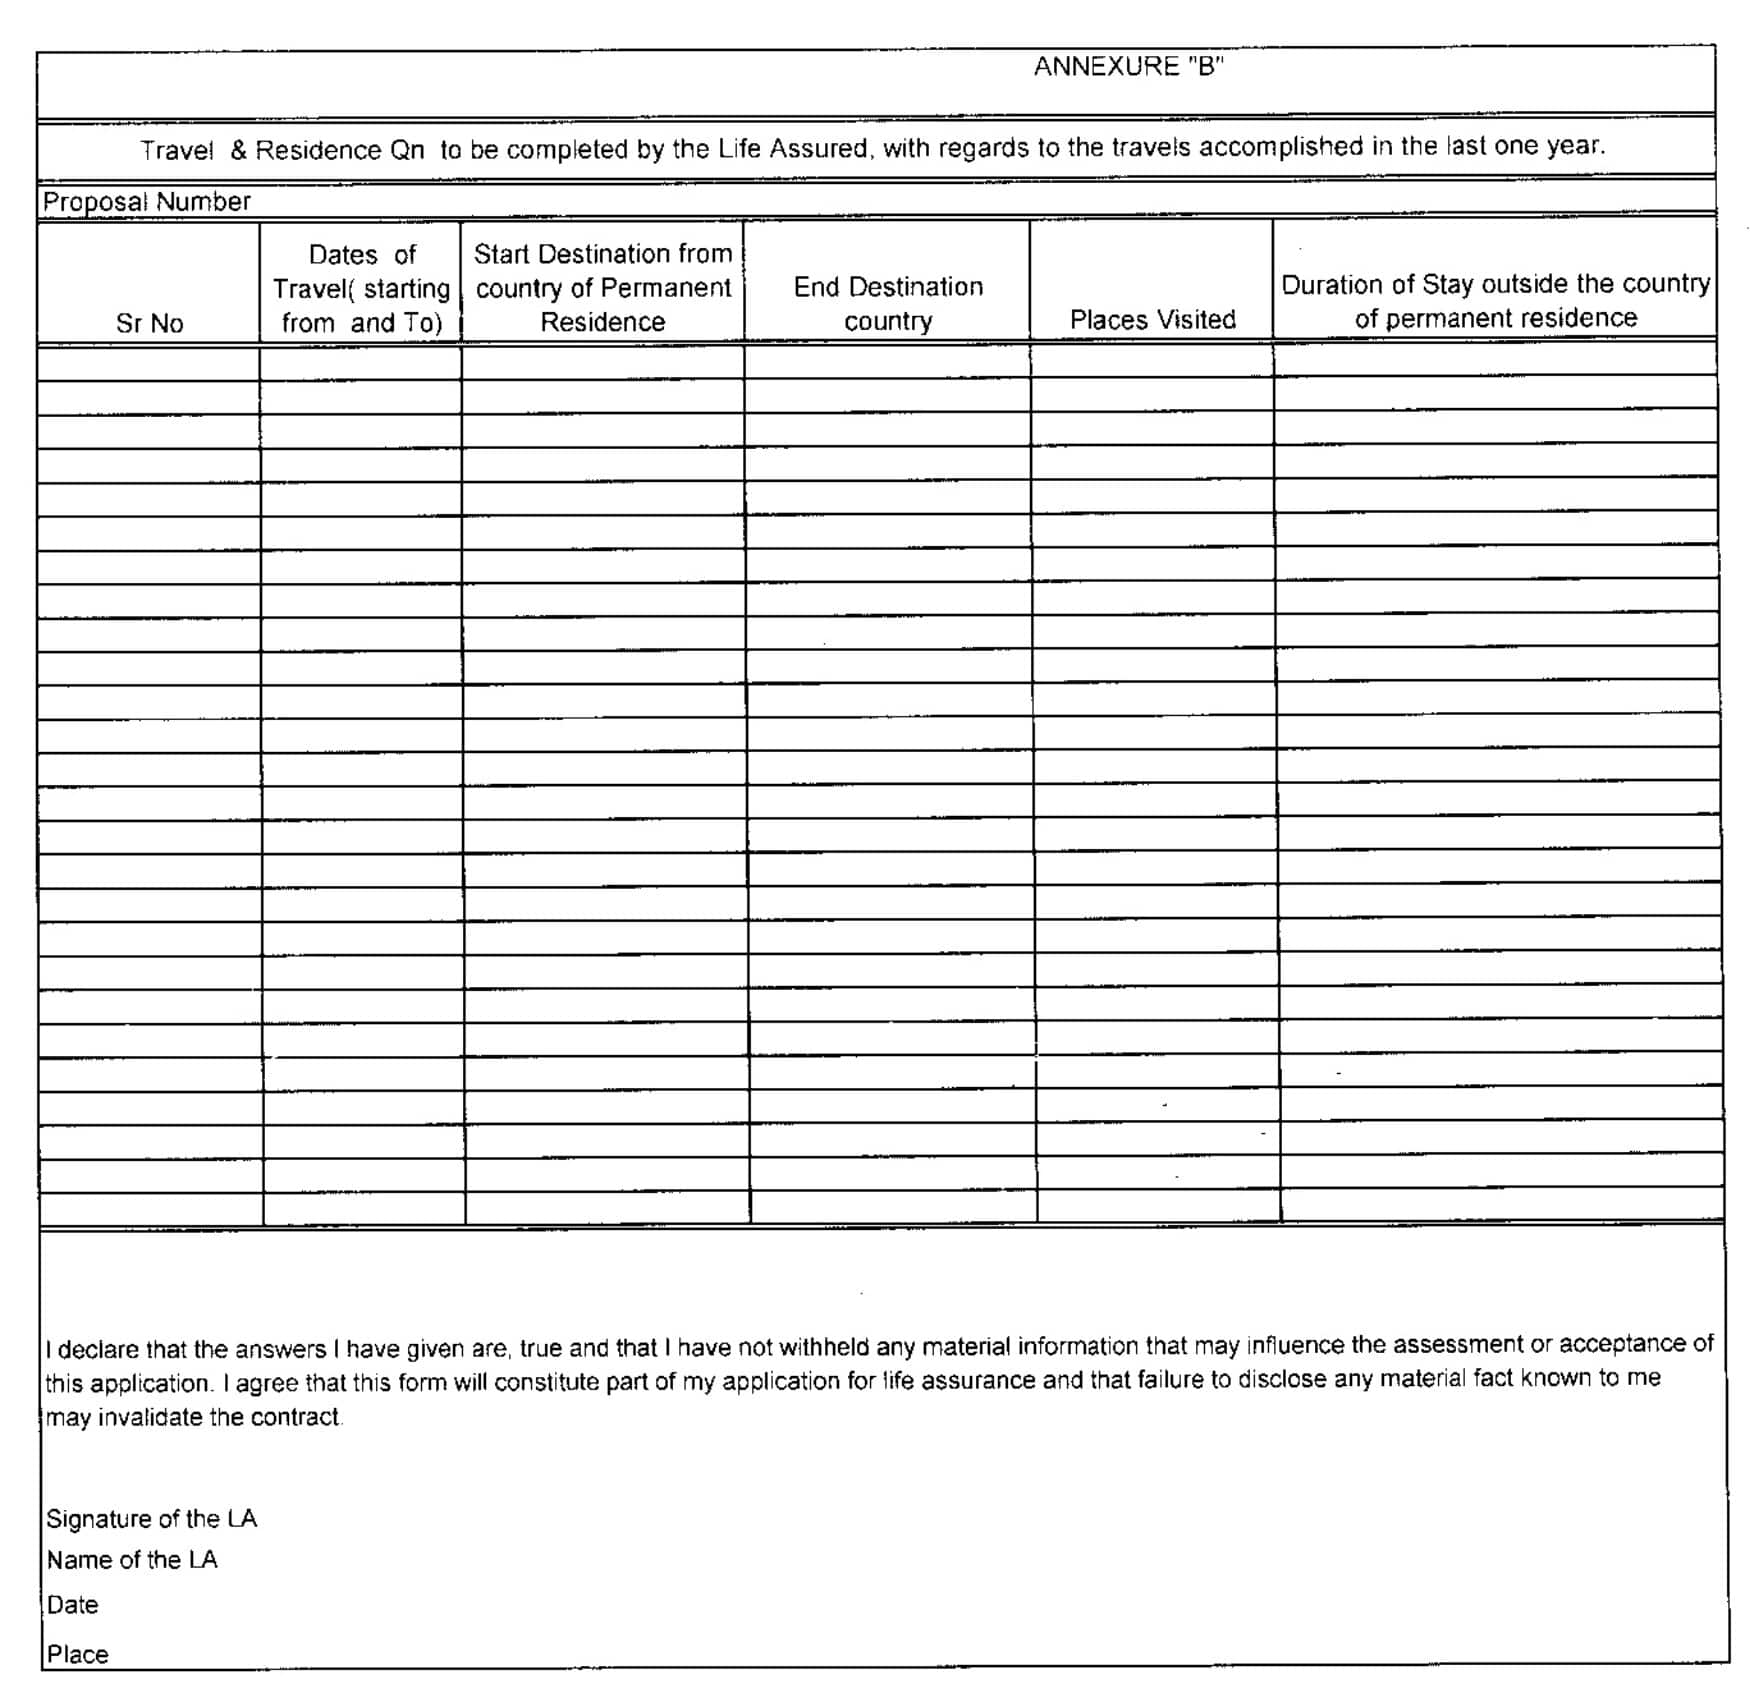 ANNEXURE "B"
Travel & Residence Qn to be completed by the Life Assured, with regards to the travels accomplished in the last one year.
Proposal Number
Sr No
Dates of
Travel( starting
from and To)
Start Destination from
country of Permanent
Residence
End Destination
country
Places Visited
Duration of Stay outside the country
of permanent residence
I declare that the answers I have given are, true and that I have not withheld any material information that may influence the assessment or acceptance of
this application. I agree that this form will constitute part of my application for life assurance and that failure to disclose any material fact known to me
may invalidate the contract.
Signature of the LA
Name of the LA
Date
Place